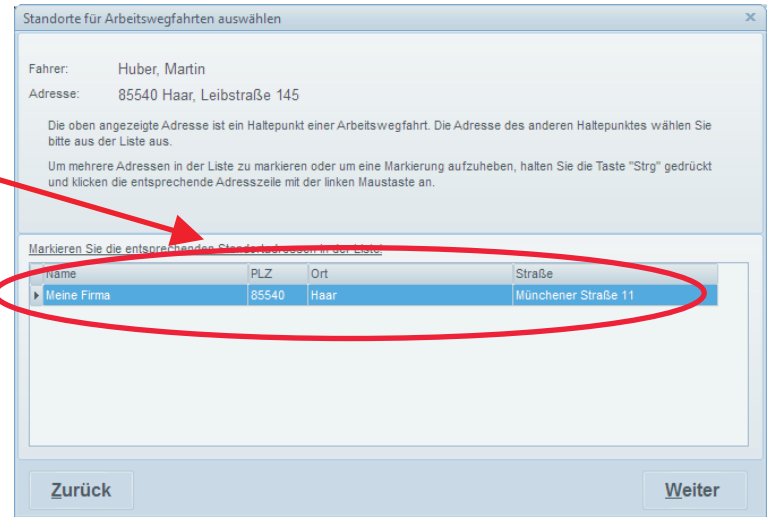 Standorte für Arbeitswegfahrten auswählen
Fahrer: Huber, Martin
Adresse: 85540 Haar, Leibstraße 145
Die oben angezeigte Adresse ist ein Haltepunkt einer Arbeitswegfahrt. Die Adresse des anderen Haltepunktes wählen Sie
bitte aus der Liste aus.
Um mehrere Adressen in der Liste zu markieren oder um eine Markierung aufzuheben, halten Sie die Taste "Strg" gedrückt
und klicken die entsprechende Adresszeile mit der linken Maustaste an.
Markieren Sie die entsprechenden Standortadressen in der Liste!
Name PLZ Ort Straße
Meine Firma 85540 Haar Münchener Straße 11
Zurück Weiter